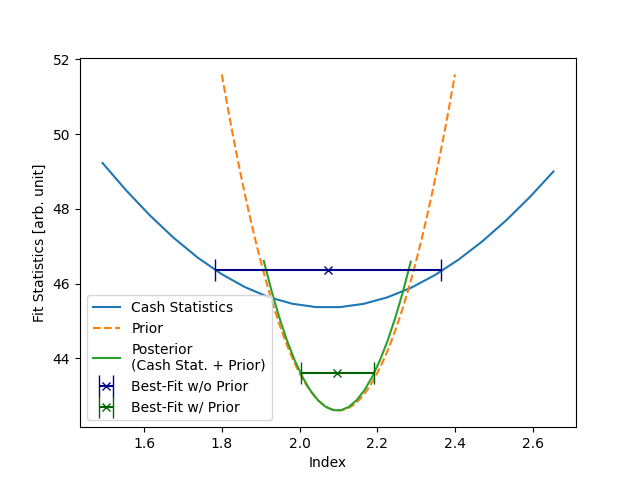 52
50
48
46
44
Fit Statistics [arb. unit]
Cash Statistics
Prior
Posterior
(Cash Stat. + Prior)
Best-Fit w/o Prior
Best-Fit w/ Prior
1.6 1.8 2.0 2.2 2.4 2.6
Index